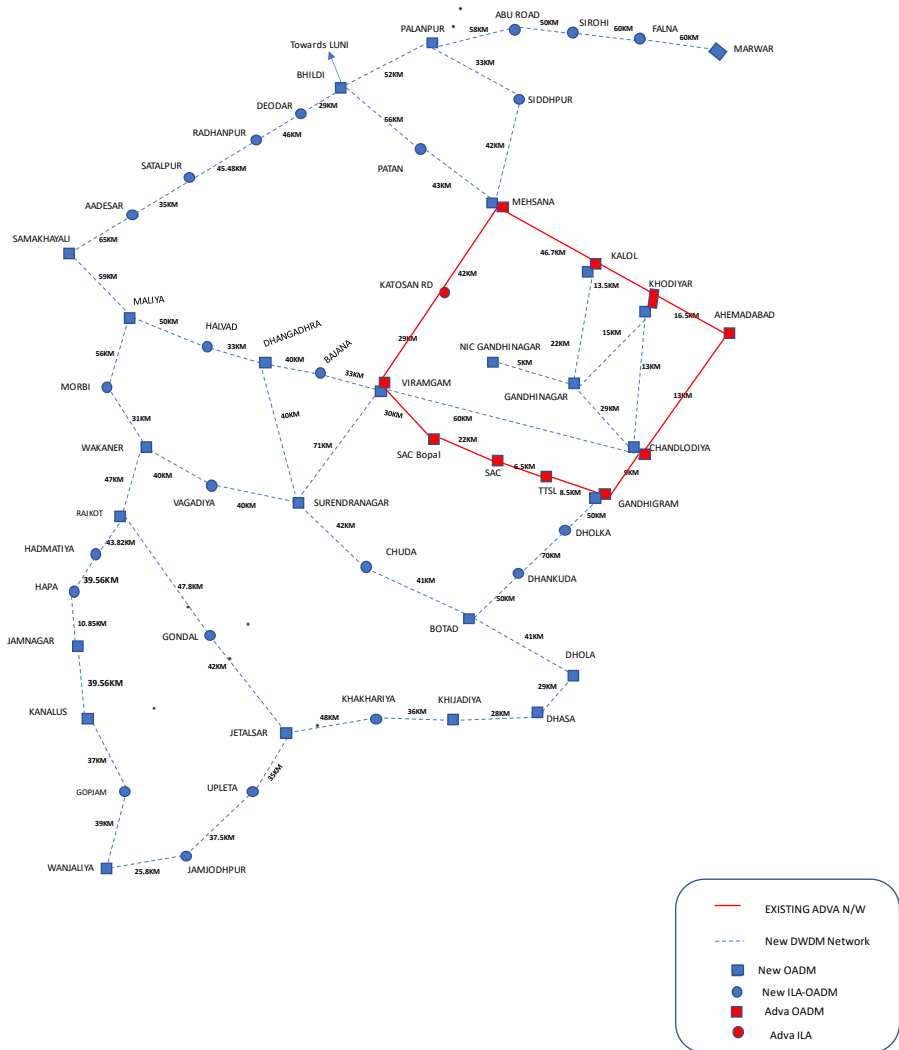 ABU ROAD
50KM
SIROHI
FALNA
PALANPUR
58KM
60KM
60KM
MARWAR
Towards LUNI
BHILDI
52KM
33KM
SIDDHPUR
DEODAR
29KM
56KM
RADHANPUR
46KM
42KM
SATALPUR
45.48KM
PATAN
43KM
AADESAR
35KM
MEHSANA
SAMAKHAYALI
65KM
46.7KM
KALOL
59KM
KATOSAN RD
42KM
13.5KM
KHODIYAR
MALIYA
50KM
HALVAD
33KM
DHANGADHRA
40KM
BAJANA
33KM
29KM
16.5KM
AHEMADABAD
15KM
NIC GANDHINAGAR
22KM
5KM
13KM
56KM
MORBI
VIRAMGAM
GANDHINAGAR
13KM
31KM
40KM
30KM
60KM
29KM
WAKANER
71KM
22KM
CHANDLODIYA
SAC Bopal
SAC
6.5KM
9KM
47KM
40KM
TTSL
8.5KM
GANDHIGRAM
VAGADIYA
40KM
SURENDRANAGAR
50KM
RAJKOT
42KM
DHOLKA
43.82KM
HADMATIYA
CHUDA
70KM
39.56KM
47.8KM
41KM
DHANKUDA
HAPA
50KM
10.85KM
BOTAD
JAMNAGAR
GONDAL
41KM
42KM
DHOLA
39.56KM
29KM
KHAKHARIYA
KHIJADIYA
KANALUS
48KM
36KM
28KM
DHASA
JETALSAR
37KM
35KM
GOPJAM
UPLETA
39KM
37.5KM
WANJALIYA
25.8KM
JAMJODHPUR
EXISTING ADVA N/W
New DWDM Network
New OADM
New ILA-OADM
Adva OADM
Adva ILA